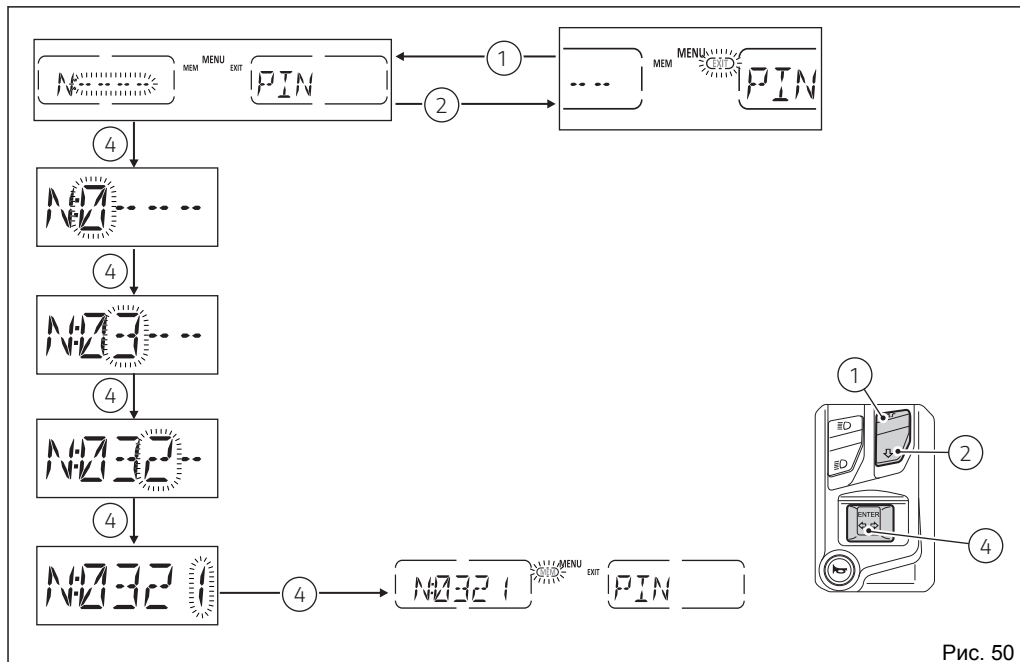 N:---- MEM MENU EXIT PIN
1
-- MEM MENU EXIT PIN
2
4
N:0----
4
N:03----
4
N:032--
4
N:0321
4
N:0321 MEM MENU EXIT PIN
1
2
ENTER
4
Рис. 50